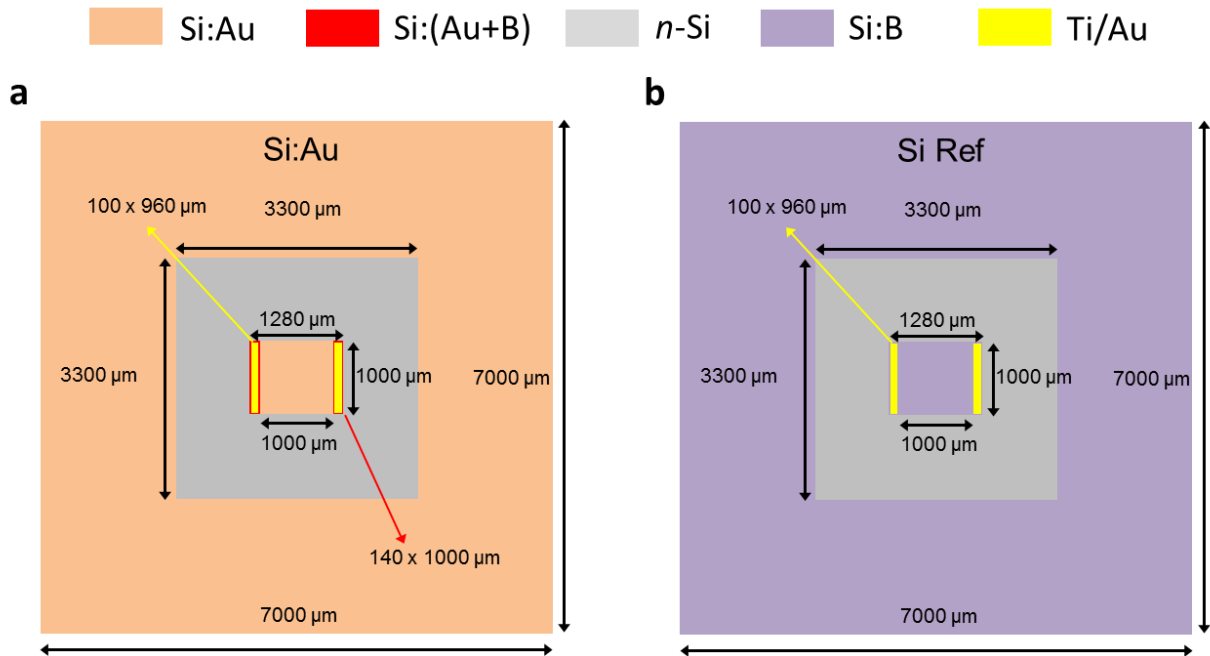 Si:Au
Si:(Au+B)
n-Si
Si:B
Ti/Au
a
Si:Au
100 x 960 µm
3300 µm
1280 µm
3300 µm
1000 µm
7000 µm
1000 µm
140 x 1000 µm
7000 µm
b
Si Ref
100 x 960 µm
3300 µm
1280 µm
3300 µm
1000 µm
7000 µm
1000 µm
7000 µm